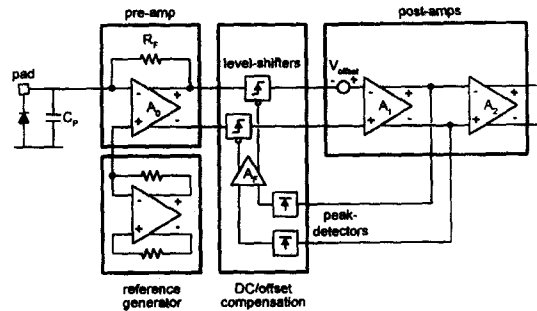 pre-amp
post-amps
R_F
level-shifters
V_offset
pad
- +
- +
- +
- +
C_P
A_0
A_1
A_2
+ -
+ -
+ -
A_F
- +
+ -
peak-
detectors
reference
generator
DC/offset
compensation